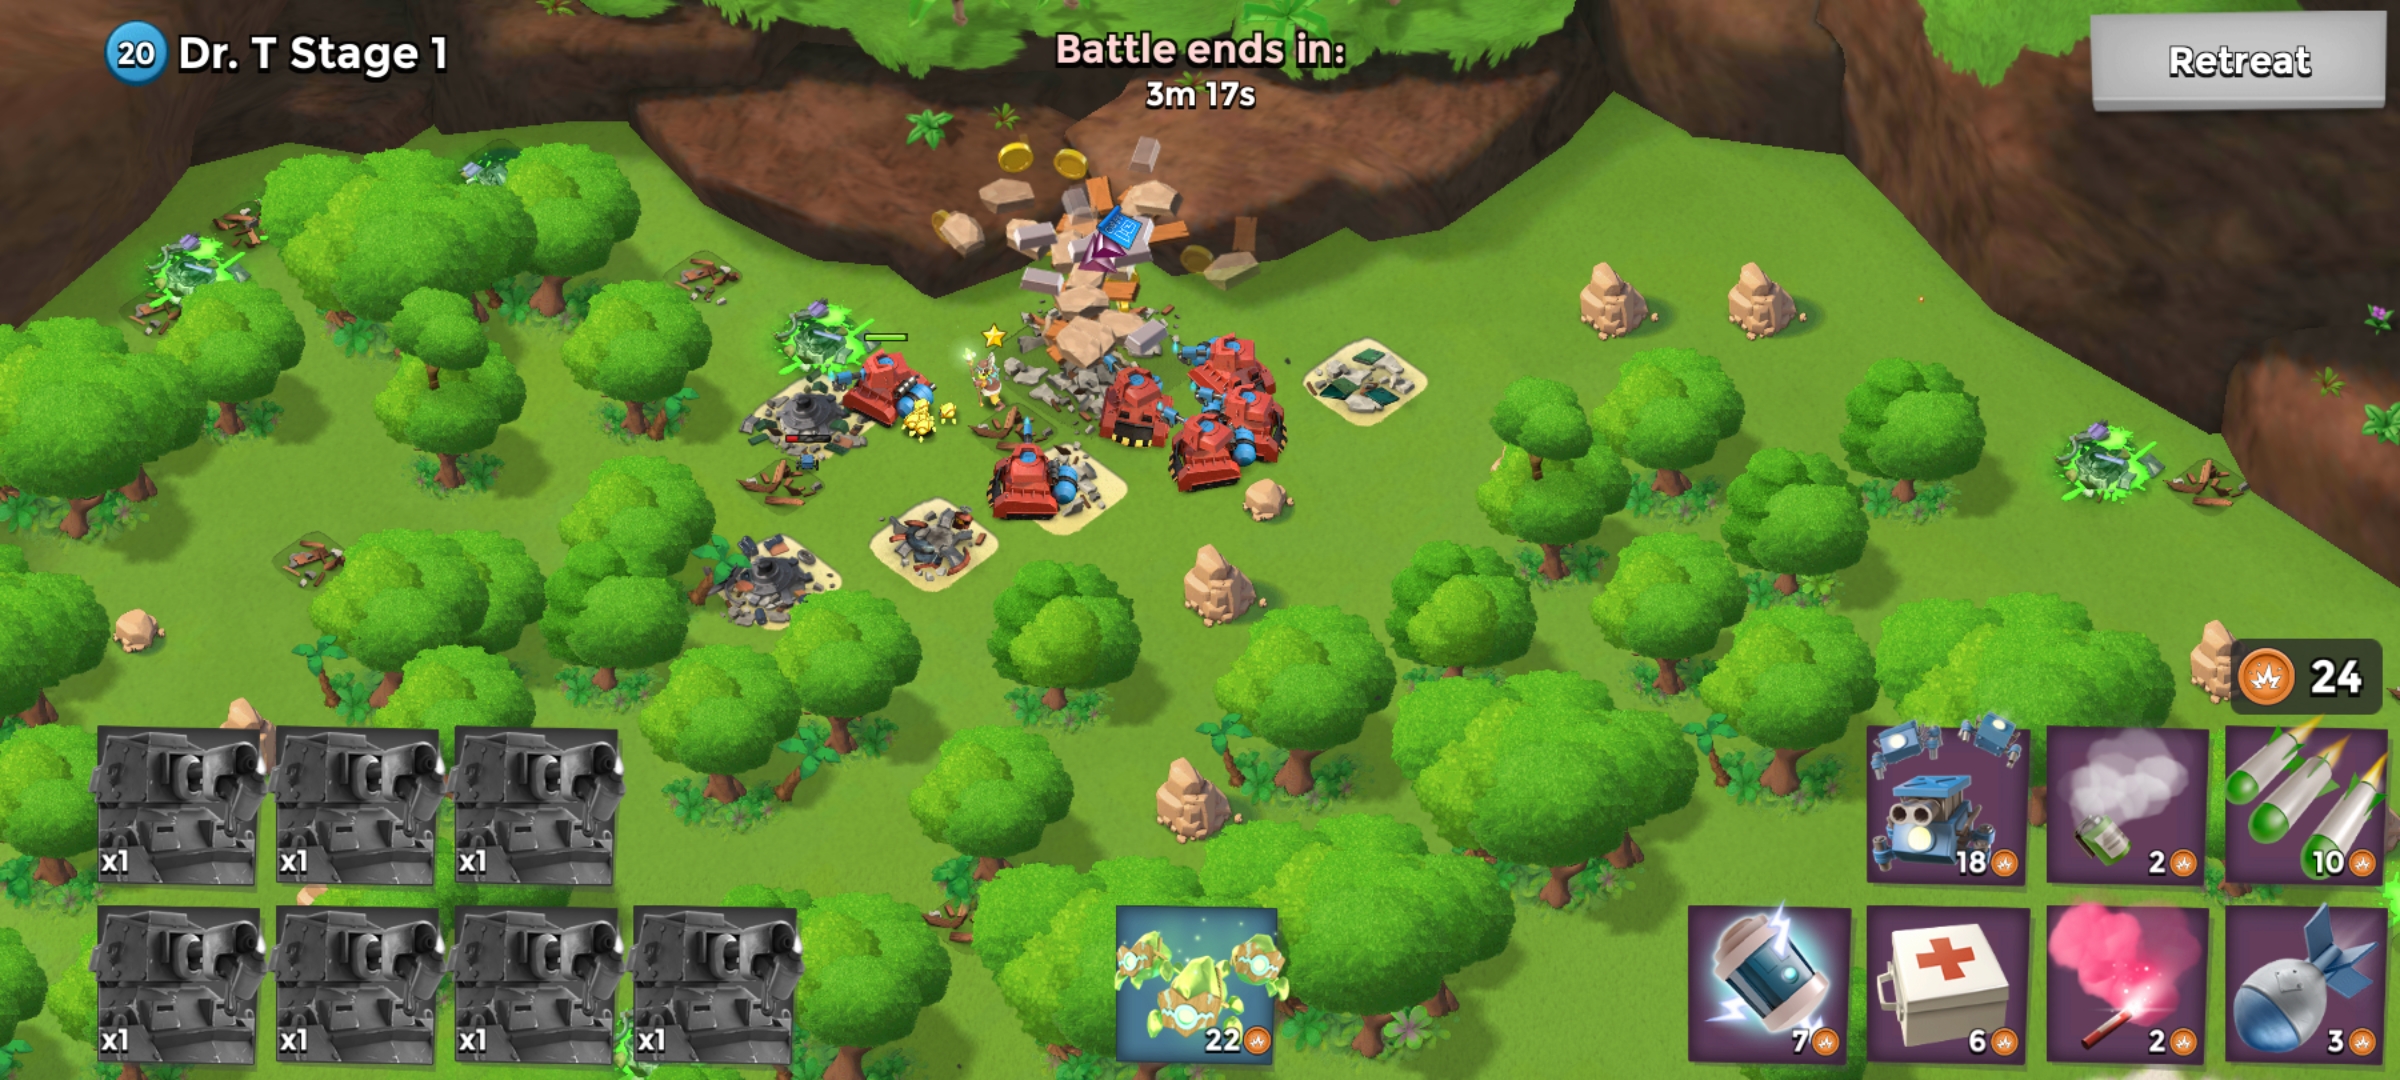 20 Dr. T Stage 1
Battle ends in:
3m 17s
Retreat
24
18
2
10
x1
x1
x1
x1
x1
x1
x1
22
7
6
2
3